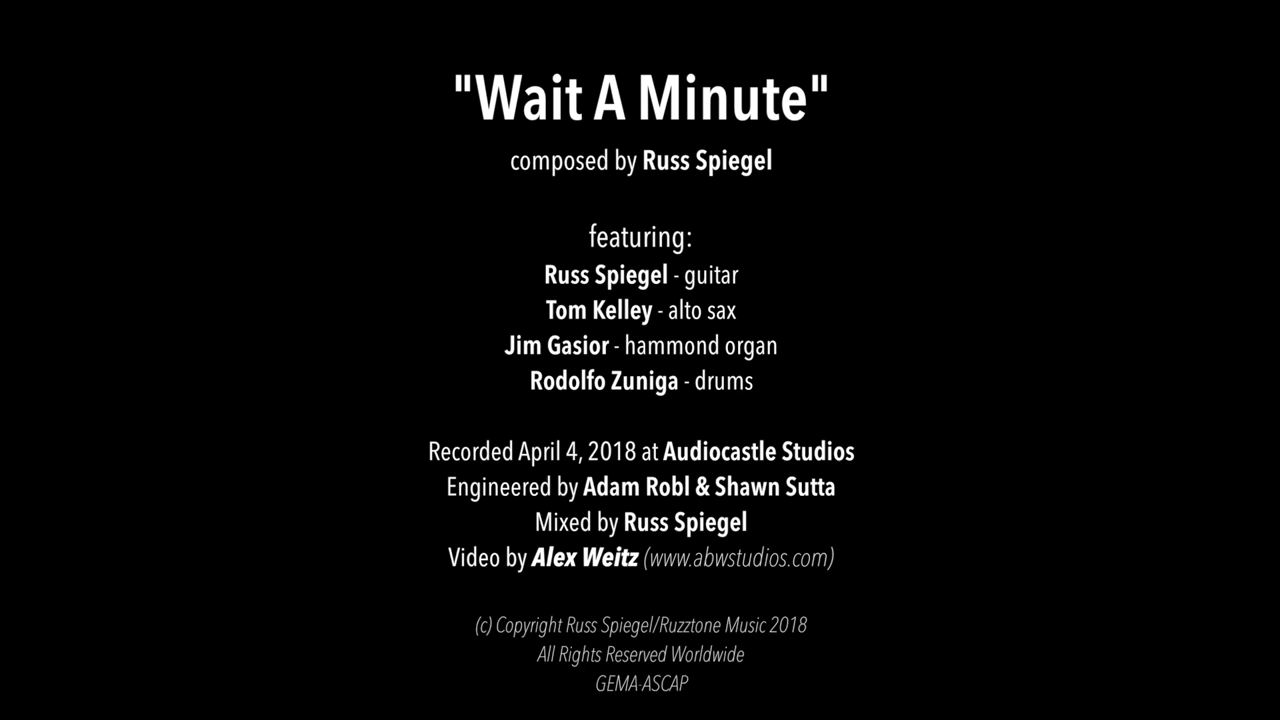 "Wait A Minute"
composed by Russ Spiegel
featuring:
Russ Spiegel - guitar
Tom Kelley - alto sax
Jim Gasior - hammond organ
Rodolfo Zuniga - drums
Recorded April 4, 2018 at Audiocastle Studios
Engineered by Adam Robl & Shawn Sutta
Mixed by Russ Spiegel
Video by Alex Weitz (www.abwstudios.com)
(c) Copyright Russ Spiegel/Ruzztone Music 2018
All Rights Reserved Worldwide
GEMA-ASCAP